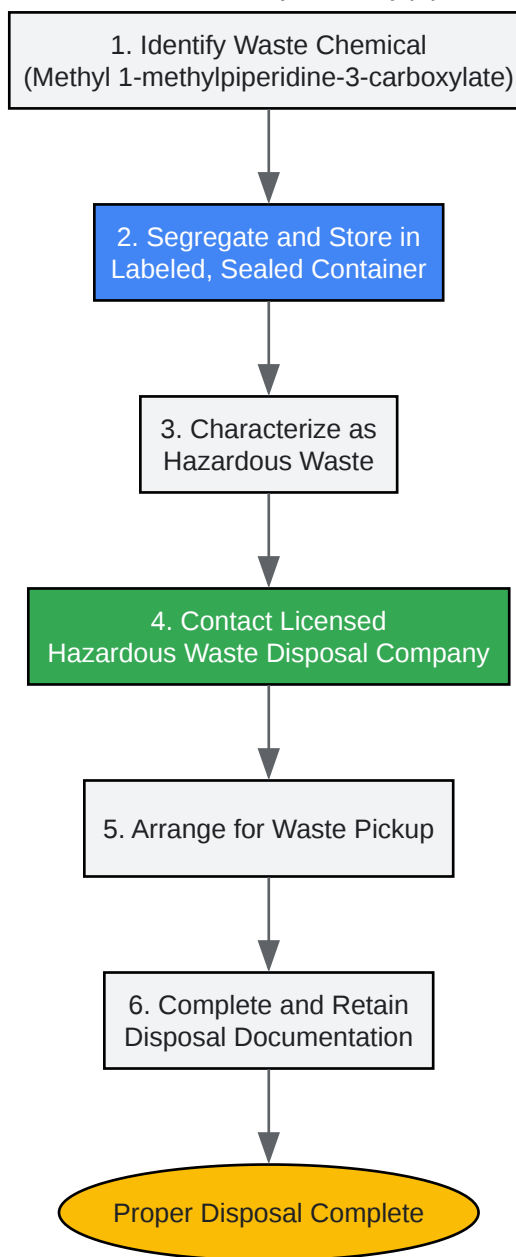 1. Identify Waste Chemical
(Methyl 1-methylpiperidine-3-carboxylate)
2. Segregate and Store in
Labeled, Sealed Container
3. Characterize as
Hazardous Waste
4. Contact Licensed
Hazardous Waste Disposal Company
5. Arrange for Waste Pickup
6. Complete and Retain
Disposal Documentation
Proper Disposal Complete